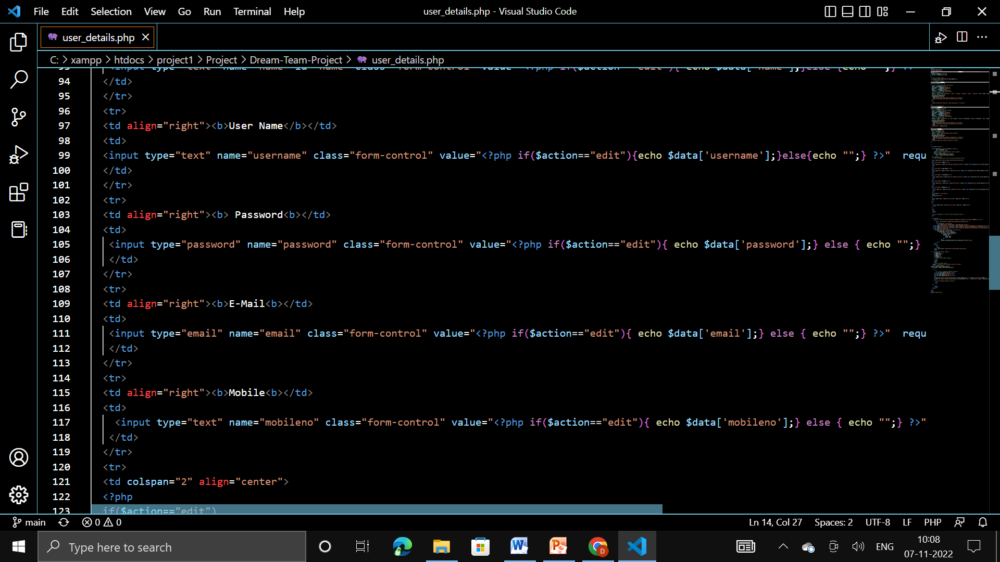 File Edit Selection View Go Run Terminal Help user_details.php - Visual Studio Code
user_details.php
C: > xampp > htdocs > project1 > Project > Dream-Team-Project > user_details.php
94 </td>
95 </tr>
96 <tr>
97 <td align="right"><b>User Name</b></td>
98 <td>
99 <input type="text" name="username" class="form-control" value="<?php if($action=="edit"){echo $data['username'];}else{echo "";} ?>" requ
100 </td>
101 </tr>
102 <tr>
103 <td align="right"><b> Password<b></td>
104 <td>
105 <input type="password" name="password" class="form-control" value="<?php if($action=="edit"){ echo $data['password'];} else { echo "";}
106 </td>
107 </tr>
108 <tr>
109 <td align="right"><b>E-Mail<b></td>
110 <td>
111 <input type="email" name="email" class="form-control" value="<?php if($action=="edit"){ echo $data['email'];} else { echo "";} ?>" requ
112 </td>
113 </tr>
114 <tr>
115 <td align="right"><b>Mobile<b></td>
116 <td>
117 <input type="text" name="mobileno" class="form-control" value="<?php if($action=="edit"){ echo $data['mobileno'];} else { echo "";} ?>"
118 </td>
119 </tr>
120 <tr>
121 <td colspan="2" align="center">
122 <?php
123 if($action=="edit")
main 0 0 Ln 14, Col 27 Spaces: 2 UTF-8 LF PHP
Type here to search
D
ENG
10:08
07-11-2022